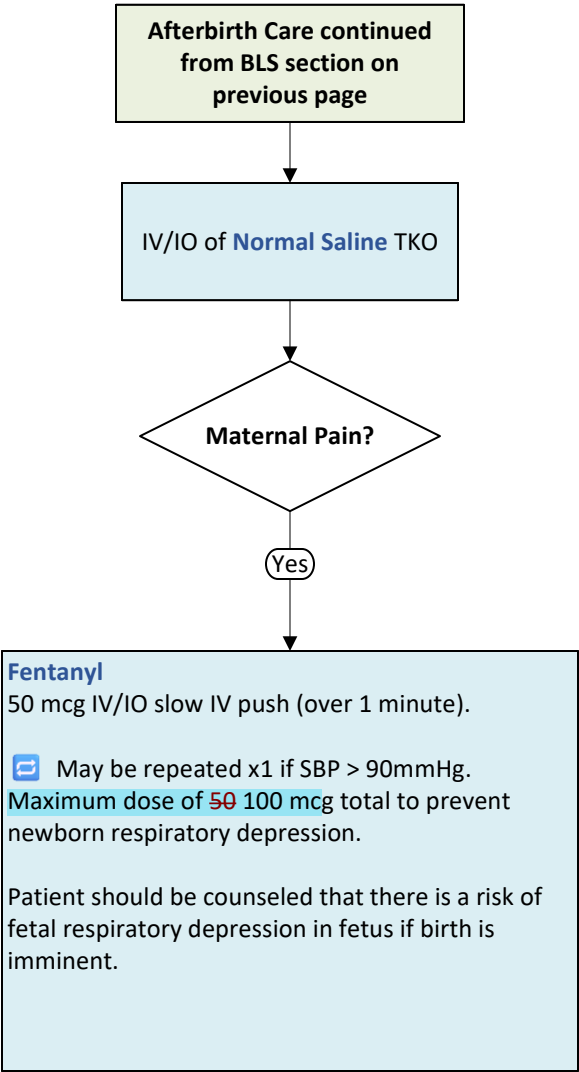 Afterbirth Care continued
from BLS section on
previous page
IV/IO of Normal Saline TKO
Maternal Pain?
Yes
Fentanyl
50 mcg IV/IO slow IV push (over 1 minute).
May be repeated x1 if SBP > 90mmHg.
Maximum dose of 50 100 mcg total to prevent
newborn respiratory depression.
Patient should be counseled that there is a risk of
fetal respiratory depression in fetus if birth is
imminent.